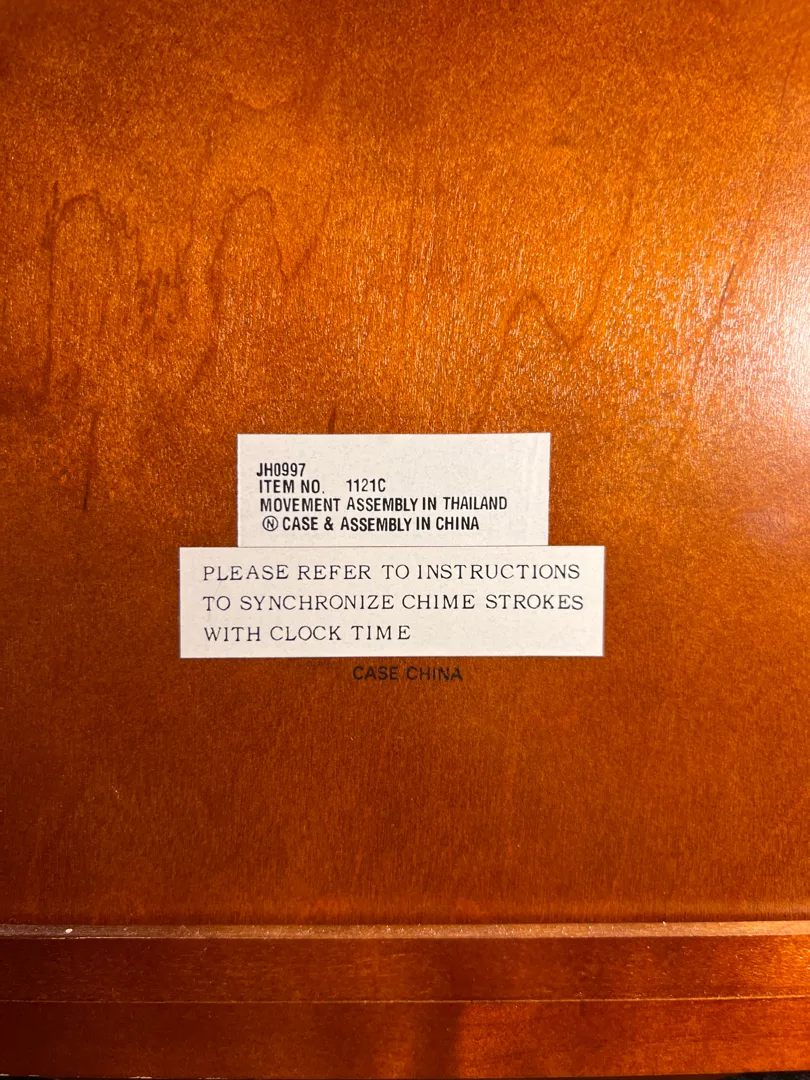 JH0997
ITEM NO. 1121C
MOVEMENT ASSEMBLY IN THAILAND
Ⓝ CASE & ASSEMBLY IN CHINA
PLEASE REFER TO INSTRUCTIONS
TO SYNCHRONIZE CHIME STROKES
WITH CLOCK TIME
CASE CHINA